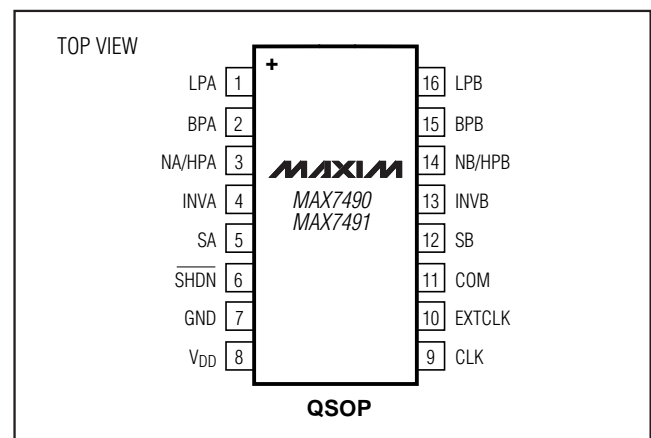 TOP VIEW
+
LPA 1
BPA 2
NA/HPA 3
INVA 4
SA 5
SHDN 6
GND 7
VDD 8
16 LPB
15 BPB
14 NB/HPB
13 INVB
12 SB
11 COM
10 EXTCLK
9 CLK
MAXIM
MAX7490
MAX7491
QSOP